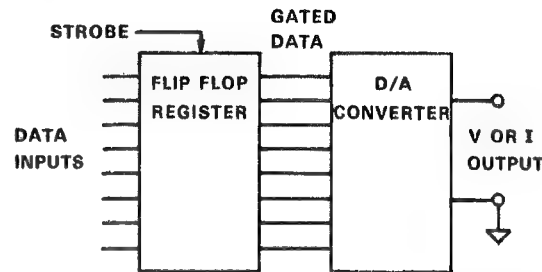 GATED
DATA
STROBE
FLIP FLOP
REGISTER
D/A
CONVERTER
DATA
INPUTS
V OR I
OUTPUT